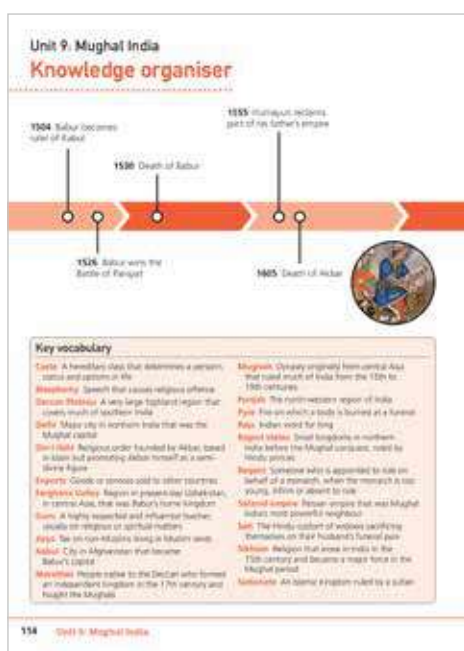 Unit 9: Mughal India
Knowledge organiser
1504 Babur becomes
ruler of Kabul
1555 Humayun reclaims
part of his father's empire
1530 Death of Babur
1526 Babur wins the
Battle of Panipat
1605 Death of Akbar
Key vocabulary
Caste A hereditary class that determines a person's
status and options in life
Blasphemy Speech that causes religious offence
Deccan Plateau A very large highland region that
covers much of southern India
Delhi Major city in northern India that was the
Mughal capital
Din-i-Ilahi Religious order founded by Akbar, based
in Islam but promoting Akbar himself as a semi-
divine figure
Exports Goods or services sold to other countries
Ferghana Valley Region in present-day Uzbekistan,
in central Asia, that was Babur's home kingdom
Guru A highly respected and influential teacher,
usually on religious or spiritual matters
Jizya Tax on non-Muslims living in Muslim lands
Kabul City in Afghanistan that became
Babur's capital
Marathas People native to the Deccan who formed
an independent kingdom in the 17th century and
fought the Mughals
Mughals Dynasty originally from central Asia
that ruled much of India from the 16th to
19th centuries
Punjab The north-western region of India
Pyre Fire on which a body is burned at a funeral
Raja Indian word for king
Rajput states Small kingdoms in northern
India before the Mughal conquest, ruled by
Hindu princes
Regent Someone who is appointed to rule on
behalf of a monarch, when the monarch is too
young, infirm or absent to rule
Safavid empire Persian empire that was Mughal
India's most powerful neighbour
Sati The Hindu custom of widows sacrificing
themselves on their husband's funeral pyre
Sikhism Religion that arose in India in the
15th century and became a major force in the
Mughal period
Sultanate An Islamic kingdom ruled by a sultan
114 Unit 9: Mughal India